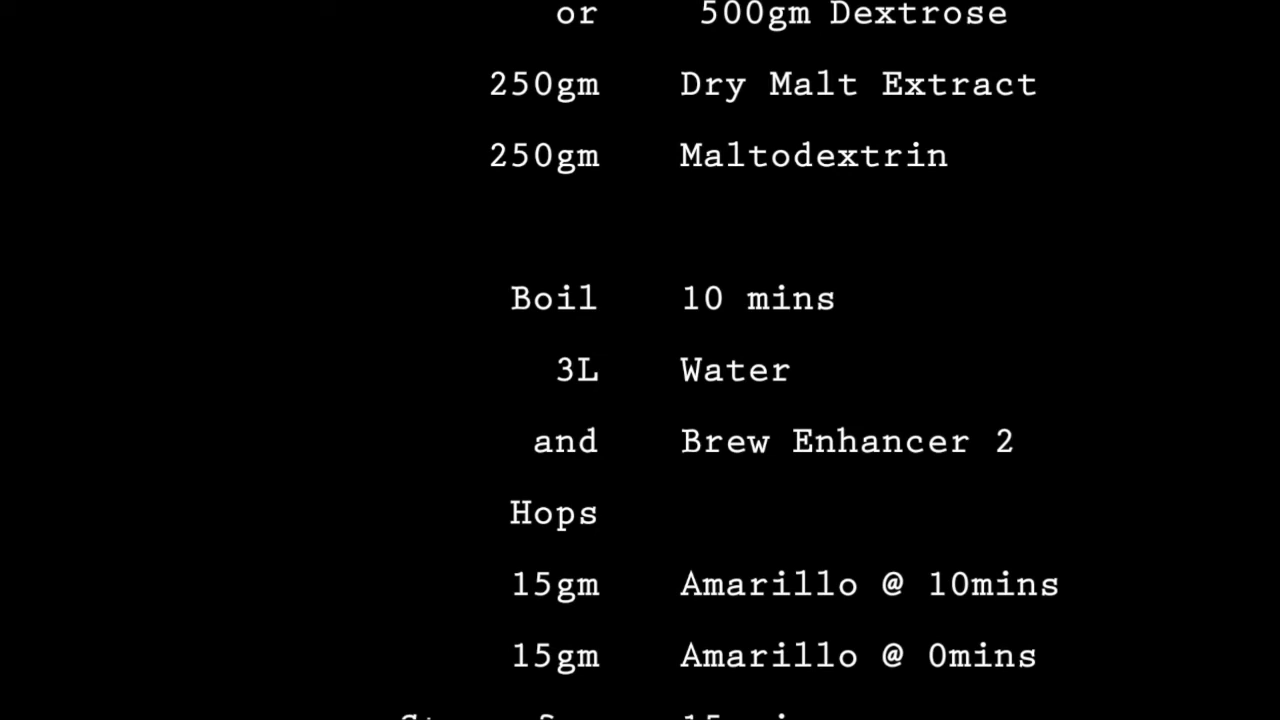 or 500gm Dextrose
250gm Dry Malt Extract
250gm Maltodextrin
Boil 10 mins
3L Water
and Brew Enhancer 2
Hops
15gm Amarillo @ 10mins
15gm Amarillo @ 0mins